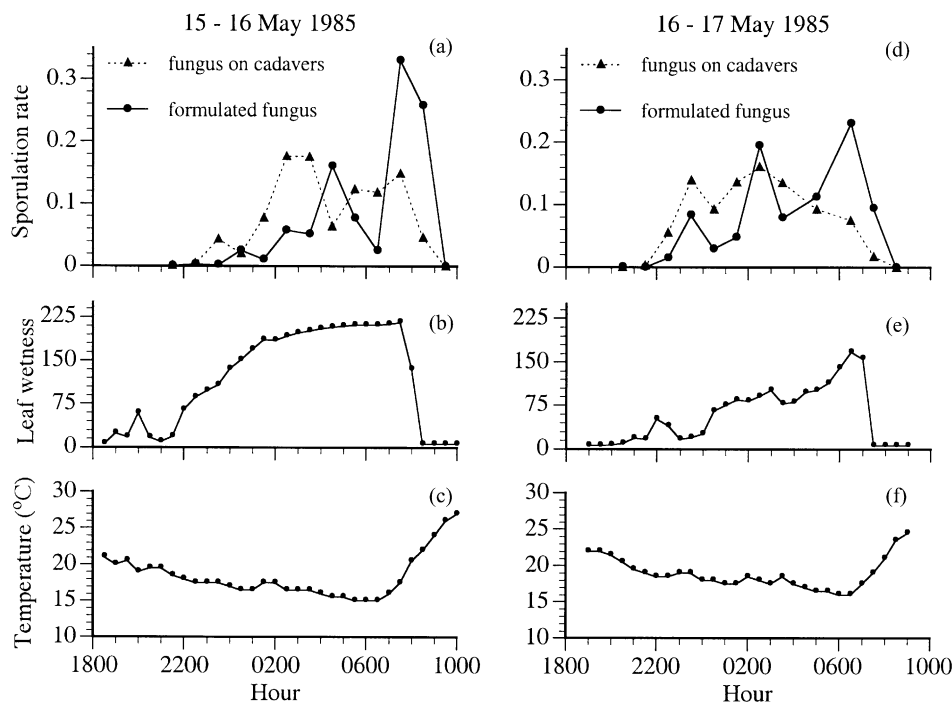 15 - 16 May 1985
(a)
fungus on cadavers
formulated fungus
Sporulation rate
0.3
0.2
0.1
0
(b)
Leaf wetness
225
150
75
0
(c)
Temperature (°C)
30
25
20
15
10
1800 2200 0200 0600 1000
Hour
16 - 17 May 1985
(d)
fungus on cadavers
formulated fungus
0.3
0.2
0.1
0
(e)
225
150
75
0
(f)
30
25
20
15
10
1800 2200 0200 0600 1000
Hour